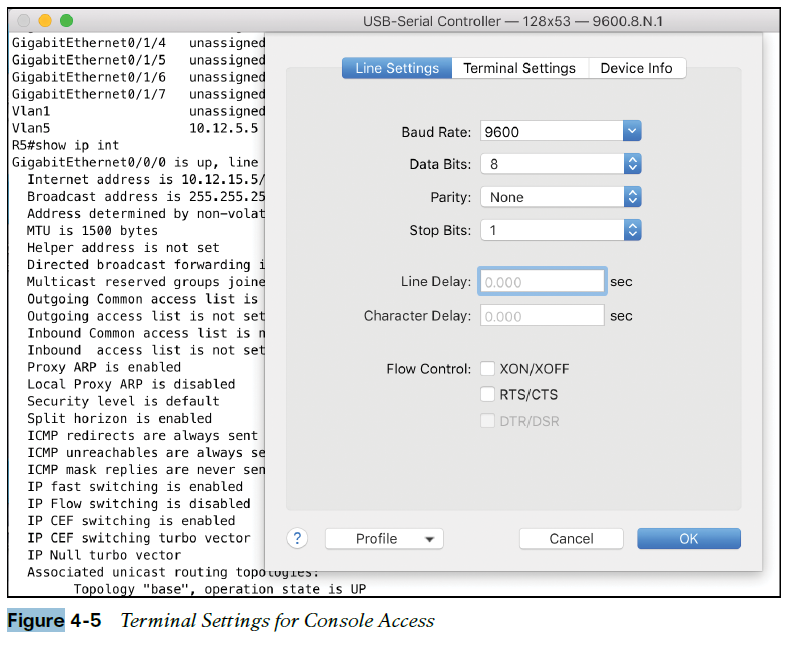 USB-Serial Controller — 128x53 — 9600.8.N.1
GigabitEthernet0/1/4 unassigned
GigabitEthernet0/1/5 unassigned
GigabitEthernet0/1/6 unassigned
GigabitEthernet0/1/7 unassigned
Vlan1 unassigned
Vlan5 10.12.5.5
R5#show ip int
GigabitEthernet0/0/0 is up, line
Internet address is 10.12.15.5/
Broadcast address is 255.255.25
Address determined by non-volat
MTU is 1500 bytes
Helper address is not set
Directed broadcast forwarding i
Multicast reserved groups joine
Outgoing Common access list is
Outgoing access list is not set
Inbound Common access list is n
Inbound access list is not set
Proxy ARP is enabled
Local Proxy ARP is disabled
Security level is default
Split horizon is enabled
ICMP redirects are always sent
ICMP unreachables are always se
ICMP mask replies are never sen
IP fast switching is enabled
IP Flow switching is disabled
IP CEF switching is enabled
IP CEF switching turbo vector
IP Null turbo vector
Associated unicast routing topologies:
Topology "base", operation state is UP
Line Settings Terminal Settings Device Info
Baud Rate: 9600
Data Bits: 8
Parity: None
Stop Bits: 1
Line Delay: 0.000 sec
Character Delay: 0.000 sec
Flow Control: XON/XOFF
RTS/CTS
DTR/DSR
? Profile Cancel OK
Figure 4-5 Terminal Settings for Console Access